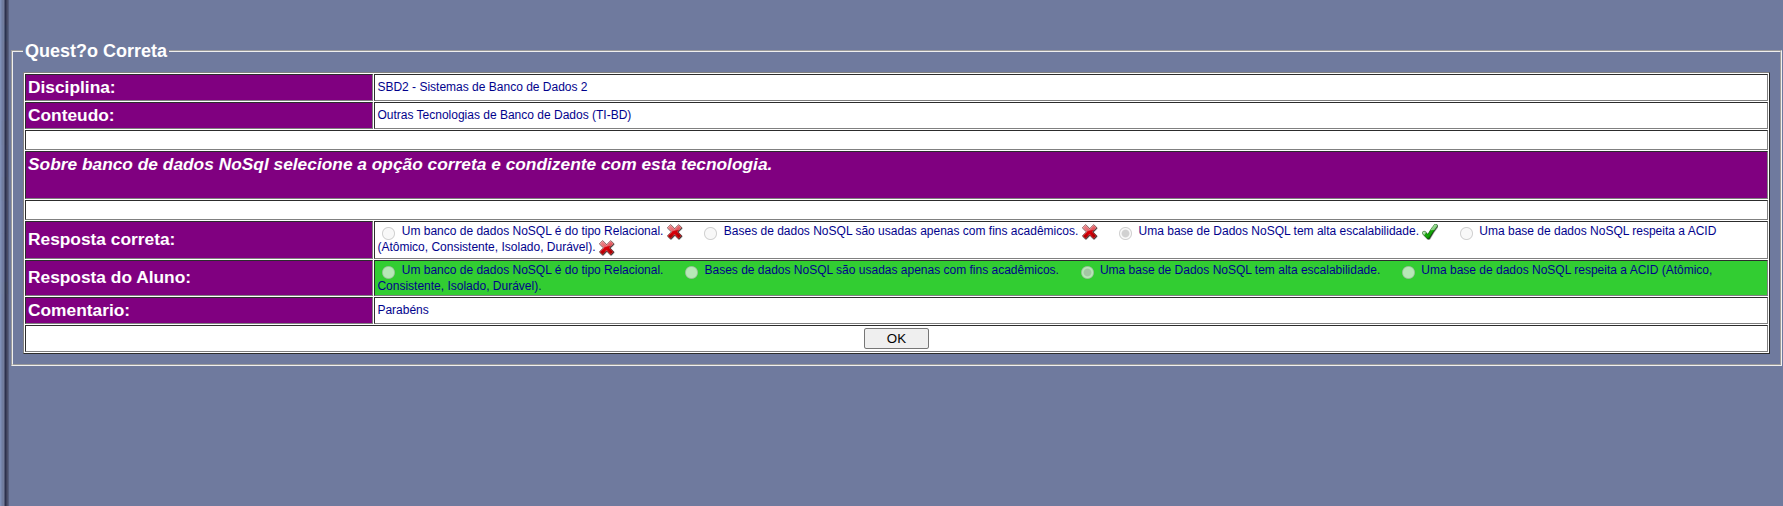 Quest?o Correta
Disciplina: SBD2 - Sistemas de Banco de Dados 2
Conteudo: Outras Tecnologias de Banco de Dados (TI-BD)
Sobre banco de dados NoSql selecione a opção correta e condizente com esta tecnologia.
Resposta correta: Um banco de dados NoSQL é do tipo Relacional. Bases de dados NoSQL são usadas apenas com fins acadêmicos. Uma base de Dados NoSQL tem alta escalabilidade. Uma base de dados NoSQL respeita a ACID
(Atômico, Consistente, Isolado, Durável).
Resposta do Aluno: Um banco de dados NoSQL é do tipo Relacional. Bases de dados NoSQL são usadas apenas com fins acadêmicos. Uma base de Dados NoSQL tem alta escalabilidade. Uma base de dados NoSQL respeita a ACID (Atômico,
Consistente, Isolado, Durável).
Comentario: Parabéns
OK